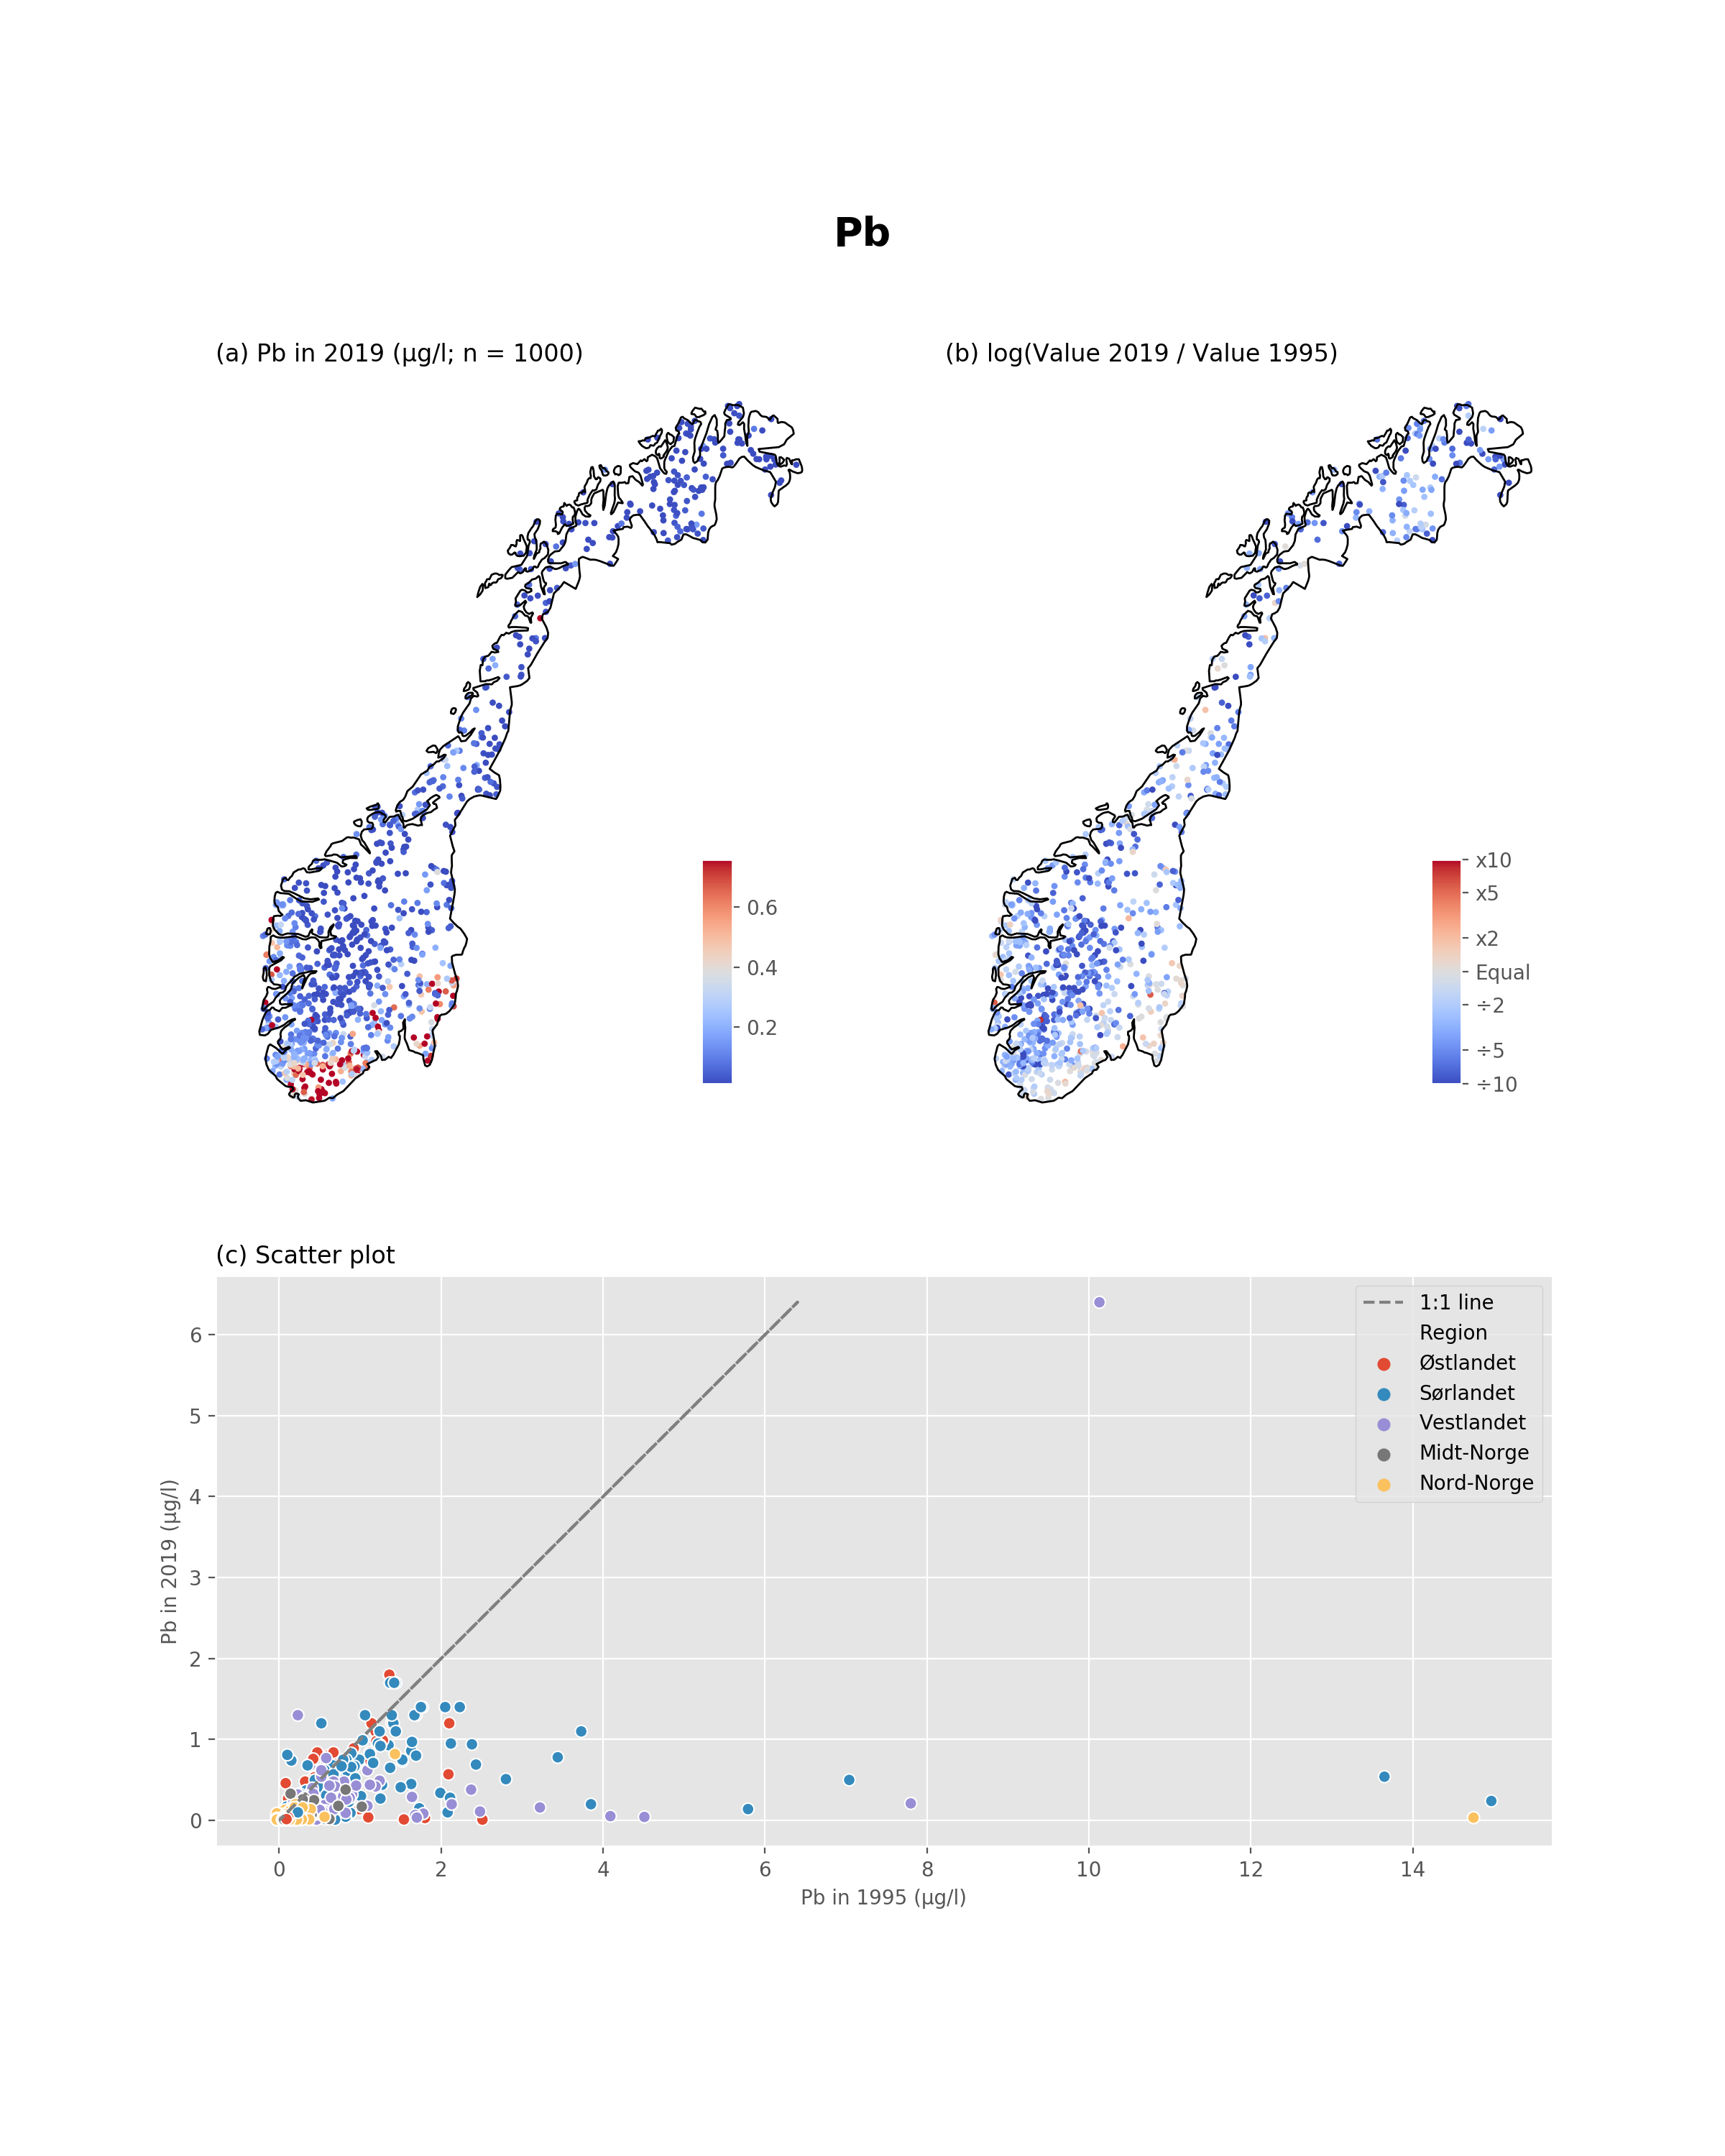 Pb
(a) Pb in 2019 (µg/l; n = 1000)
(b) log(Value 2019 / Value 1995)
0.6
0.4
0.2
x10
x5
x2
Equal
÷2
÷5
÷10
(c) Scatter plot
1:1 line
Region
Østlandet
Sørlandet
Vestlandet
Midt-Norge
Nord-Norge
6
5
4
3
2
1
0
Pb in 2019 (µg/l)
0 2 4 6 8 10 12 14
Pb in 1995 (µg/l)